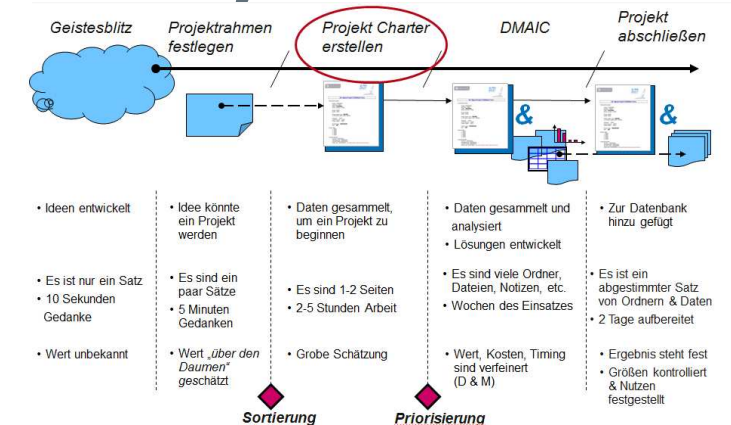 Geistesblitz
Projektrahmen
festlegen
Projekt Charter
erstellen
DMAIC
Projekt
abschließen
&
&
• Ideen entwickelt
• Es ist nur ein Satz
• 10 Sekunden
Gedanke
• Wert unbekannt
• Idee könnte
ein Projekt
werden
• Es sind ein
paar Sätze
• 5 Minuten
Gedanken
• Wert „über den
Daumen“
geschätzt
• Daten gesammelt,
um ein Projekt zu
beginnen
• Es sind 1-2 Seiten
• 2-5 Stunden Arbeit
• Grobe Schätzung
• Daten gesammelt und
analysiert
• Lösungen entwickelt
• Es sind viele Ordner,
Dateien, Notizen, etc.
• Wochen des Einsatzes
• Wert, Kosten, Timing
sind verfeinert
(D & M)
• Zur Datenbank
hinzu gefügt
• Es ist ein
abgestimmter Satz
von Ordnern & Daten
• 2 Tage aufbereitet
• Ergebnis steht fest
• Größen kontrolliert
& Nutzen
festgestellt
Sortierung
Priorisierung